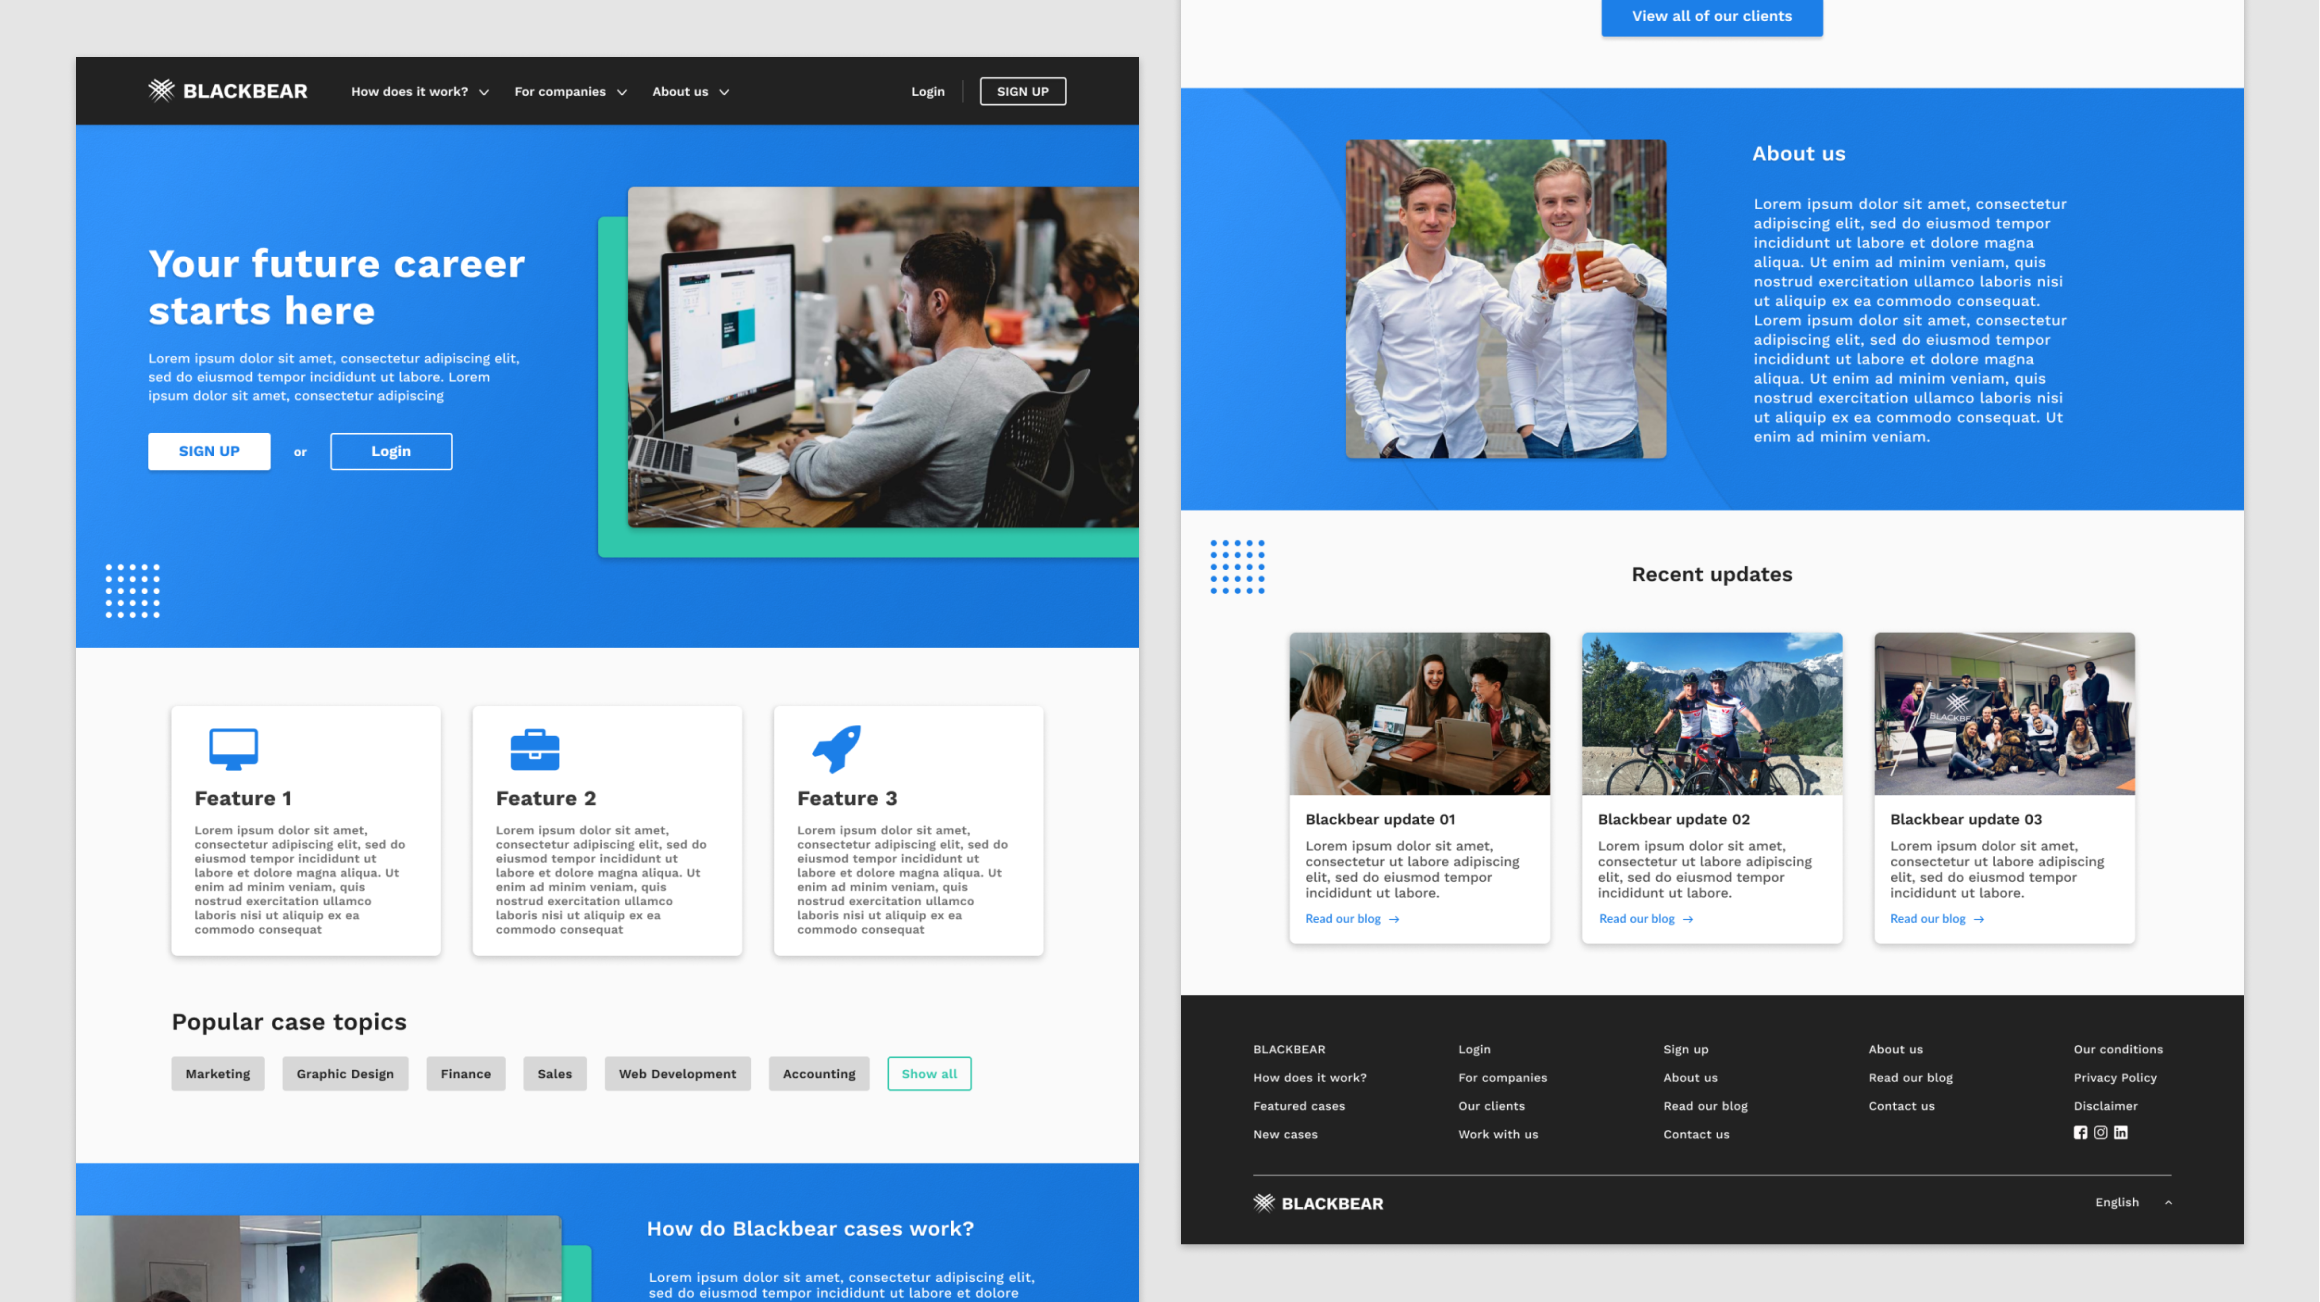 BLACKBEAR
How does it work?
For companies
About us
Login
SIGN UP
Your future career
starts here
Lorem ipsum dolor sit amet, consectetur adipiscing elit,
sed do eiusmod tempor incididunt ut labore. Lorem
ipsum dolor sit amet, consectetur adipiscing
SIGN UP
or
Login
Feature 1
Lorem ipsum dolor sit amet,
consectetur adipiscing elit, sed do
eiusmod tempor incididunt ut
labore et dolore magna aliqua. Ut
enim ad minim veniam, quis
nostrud exercitation ullamco
laboris nisi ut aliquip ex ea
commodo consequat
Feature 2
Lorem ipsum dolor sit amet,
consectetur adipiscing elit, sed do
eiusmod tempor incididunt ut
labore et dolore magna aliqua. Ut
enim ad minim veniam, quis
nostrud exercitation ullamco
laboris nisi ut aliquip ex ea
commodo consequat
Feature 3
Lorem ipsum dolor sit amet,
consectetur adipiscing elit, sed do
eiusmod tempor incididunt ut
labore et dolore magna aliqua. Ut
enim ad minim veniam, quis
nostrud exercitation ullamco
laboris nisi ut aliquip ex ea
commodo consequat
Popular case topics
Marketing
Graphic Design
Finance
Sales
Web Development
Accounting
Show all
How do Blackbear cases work?
Lorem ipsum dolor sit amet, consectetur adipiscing elit,
sed do eiusmod tempor incididunt ut labore et dolore
View all of our clients
About us
Lorem ipsum dolor sit amet, consectetur
adipiscing elit, sed do eiusmod tempor
incididunt ut labore et dolore magna
aliqua. Ut enim ad minim veniam, quis
nostrud exercitation ullamco laboris nisi
ut aliquip ex ea commodo consequat.
Lorem ipsum dolor sit amet, consectetur
adipiscing elit, sed do eiusmod tempor
incididunt ut labore et dolore magna
aliqua. Ut enim ad minim veniam, quis
nostrud exercitation ullamco laboris nisi
ut aliquip ex ea commodo consequat. Ut
enim ad minim veniam.
Recent updates
Blackbear update 01
Lorem ipsum dolor sit amet,
consectetur ut labore adipiscing
elit, sed do eiusmod tempor
incididunt ut labore.
Read our blog →
Blackbear update 02
Lorem ipsum dolor sit amet,
consectetur ut labore adipiscing
elit, sed do eiusmod tempor
incididunt ut labore.
Read our blog →
BLACKBE
Blackbear update 03
Lorem ipsum dolor sit amet,
consectetur ut labore adipiscing
elit, sed do eiusmod tempor
incididunt ut labore.
Read our blog →
BLACKBEAR
How does it work?
Featured cases
New cases
Login
For companies
Our clients
Work with us
Sign up
About us
Read our blog
Contact us
About us
Read our blog
Contact us
Our conditions
Privacy Policy
Disclaimer
BLACKBEAR
English